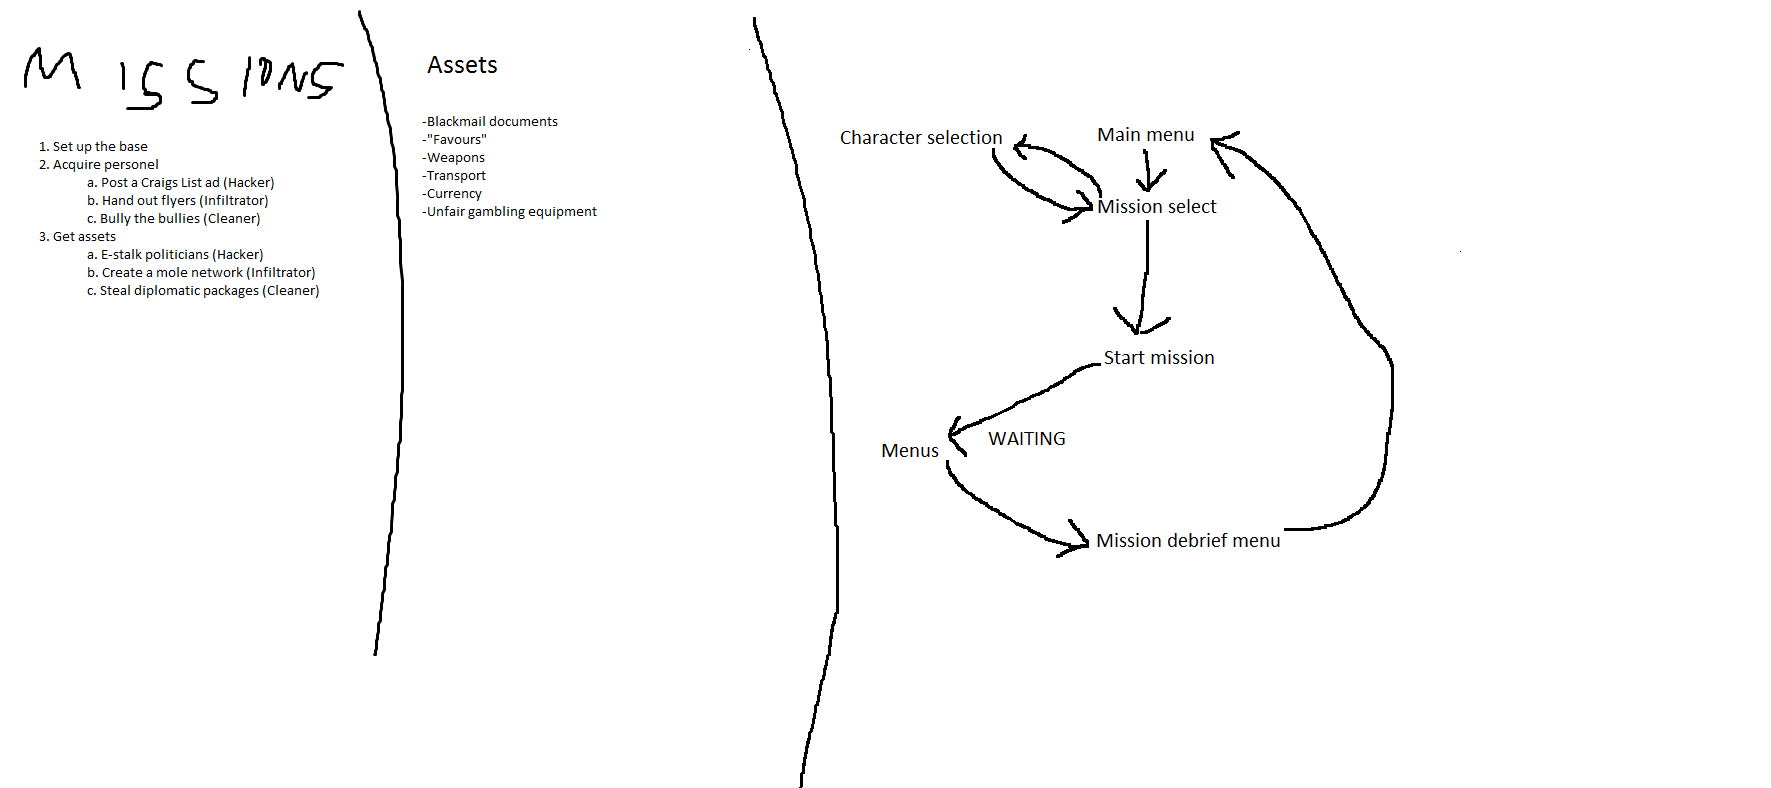 MISSIONS
1. Set up the base
2. Acquire personel
a. Post a Craigs List ad (Hacker)
b. Hand out flyers (Infiltrator)
c. Bully the bullies (Cleaner)
3. Get assets
a. E-stalk politicians (Hacker)
b. Create a mole network (Infiltrator)
c. Steal diplomatic packages (Cleaner)
Assets
-Blackmail documents
-"Favours"
-Weapons
-Transport
-Currency
-Unfair gambling equipment
Character selection
Main menu
Mission select
Start mission
WAITING
Menus
Mission debrief menu